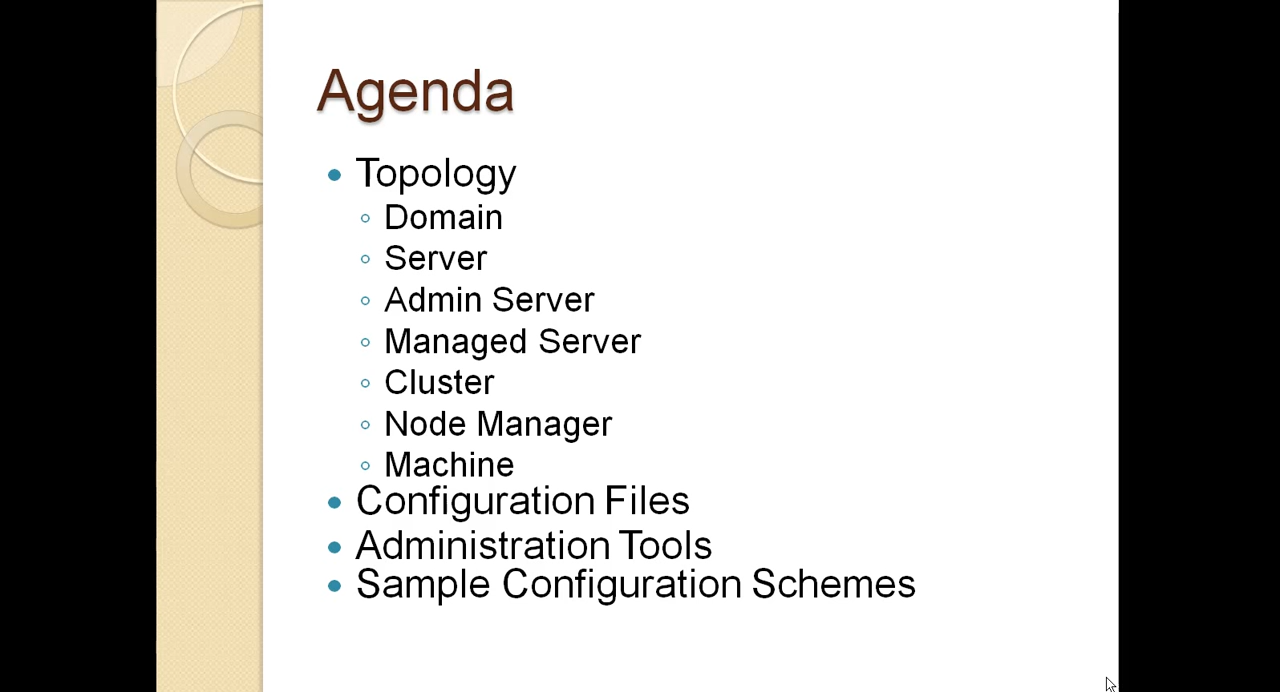 Agenda
Topology
Domain
Server
Admin Server
Managed Server
Cluster
Node Manager
Machine
Configuration Files
Administration Tools
Sample Configuration Schemes